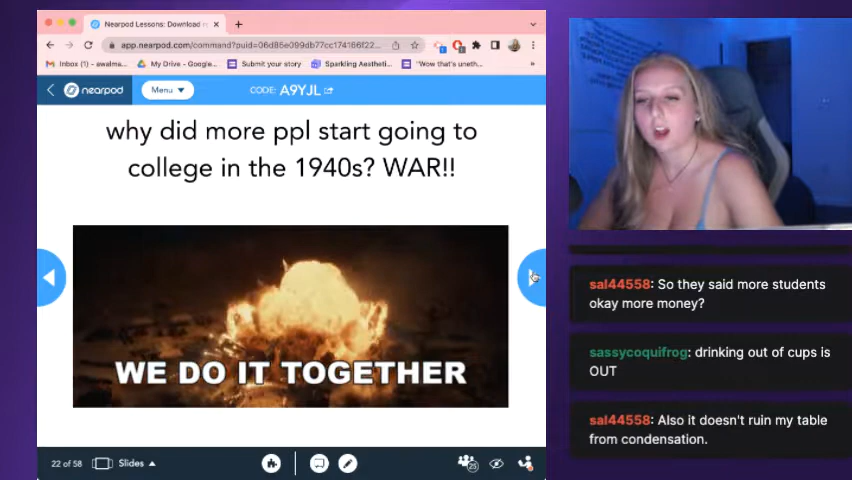 Nearpod Lessons: Download r
app.nearpod.com/command?puid=06d85e099db77cc174166f22...
Inbox (1) - awalma... My Drive - Google... Submit your story Sparkling Aestheti... "Wow that's uneth...
nearpod Menu CODE: A9YJL
why did more ppl start going to
college in the 1940s? WAR!!
WE DO IT TOGETHER
22 of 58 Slides 25
sal44558: So they said more students
okay more money?
sassycoquifrog: drinking out of cups is
OUT
sal44558: Also it doesn't ruin my table
from condensation.